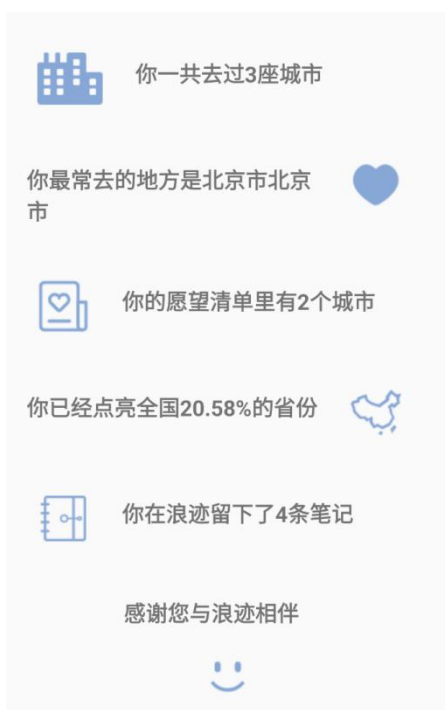 你一共去过3座城市
你最常去的地方是北京市北京
市
你的愿望清单里有2个城市
你已经点亮全国20.58%的省份
你在浪迹留下了4条笔记
感谢您与浪迹相伴